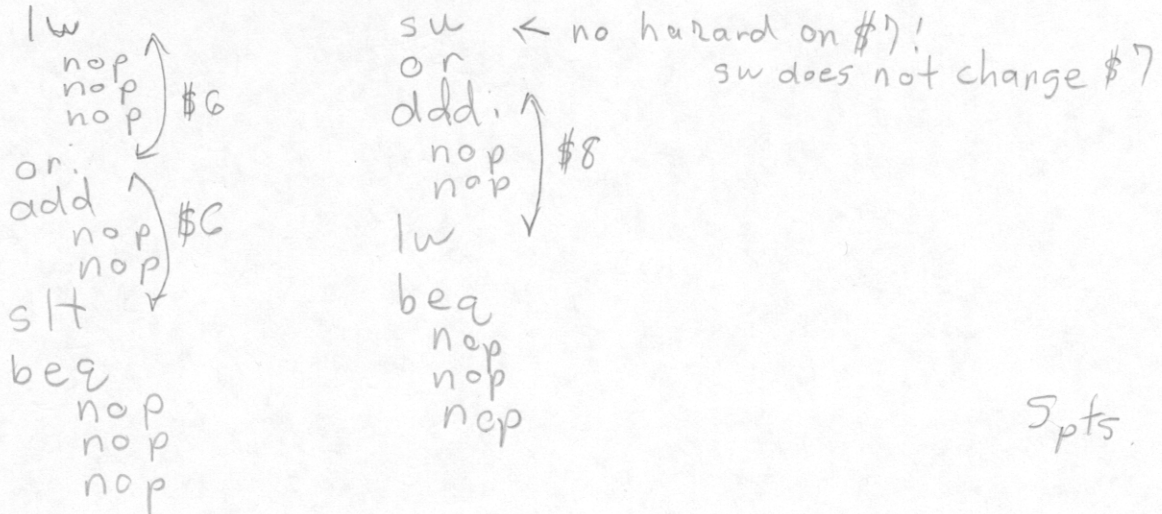 lw
nop
nop
nop
$6
ori
add
nop
nop
$6
slt
beq
nop
nop
nop
sw ← no hazard on $7!
sw does not change $7
or
addi
nop
nop
$8
lw
beq
nop
nop
nop
5pts.